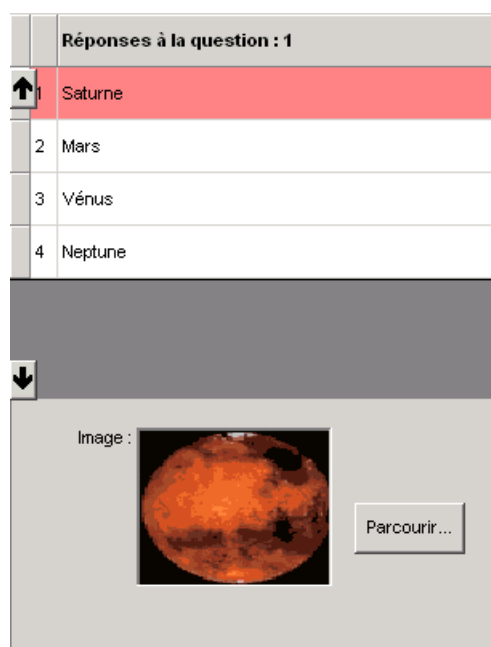 Réponses à la question : 1
1 Saturne
2 Mars
3 Vénus
4 Neptune
Image :
Parcourir...